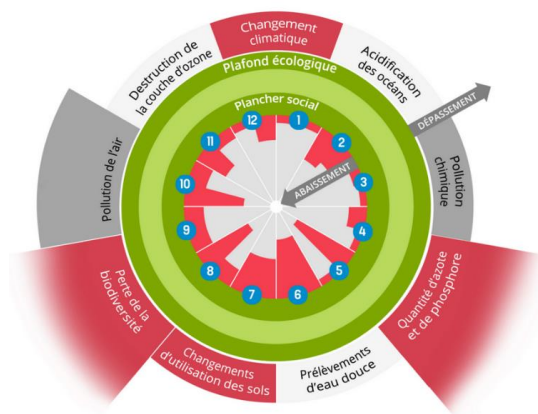 Changement
climatique
Destruction de
la couche d'ozone
Acidification
des océans
Plafond écologique
Plancher social
DÉPASSEMENT
ABAISSEMENT
Pollution de l'air
Pollution
chimique
12
1
11
2
10
3
9
4
8
5
7
6
Perte de la
biodiversité
Quantité d'azote
et de phosphore
Changements
d'utilisation des sols
Prélèvements
d'eau douce